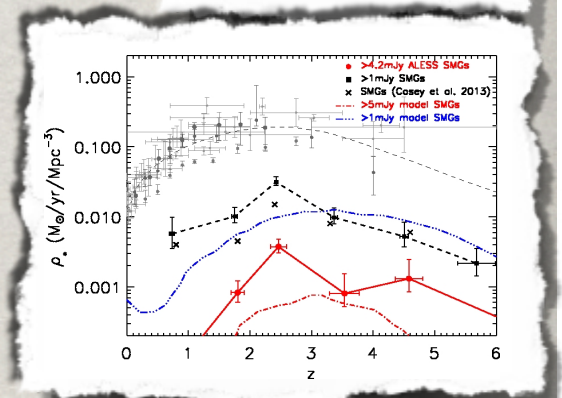 >4.2mJy ALESS SMGs
>1mJy SMGs
SMGs (Casey et al. 2013)
>5mJy model SMGs
>1mJy model SMGs
1.000
0.100
0.010
0.001
ρ* (M⊙/yr/Mpc⁻³)
0 1 2 3 4 5 6
z